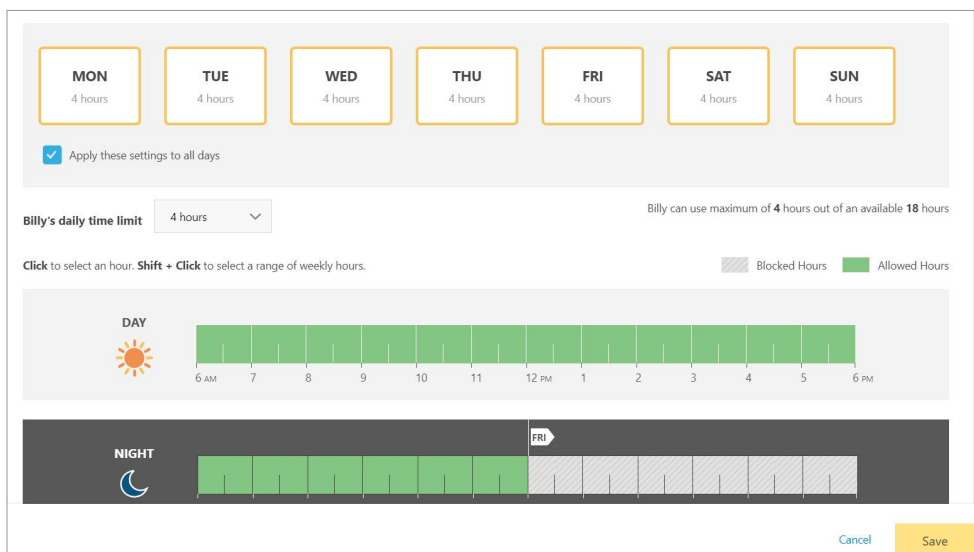 MON TUE WED THU FRI SAT SUN
4 hours 4 hours 4 hours 4 hours 4 hours 4 hours 4 hours
Apply these settings to all days
Billy's daily time limit 4 hours Billy can use maximum of 4 hours out of an available 18 hours
Click to select an hour. Shift + Click to select a range of weekly hours. Blocked Hours Allowed Hours
DAY
6 AM 7 8 9 10 11 12 PM 1 2 3 4 5 6 PM
FRI
NIGHT
Cancel Save